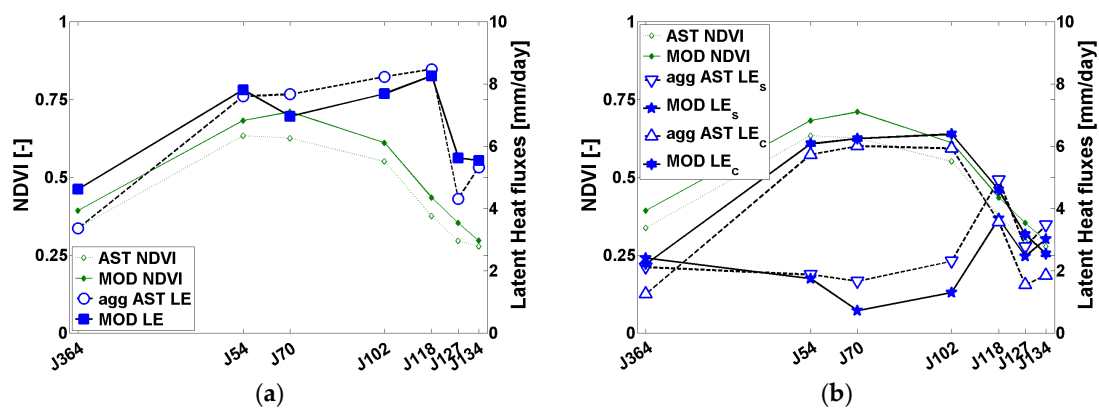 1
0.75
0.5
0.25
0
NDVI [-]
10
8
6
4
2
0
Latent Heat fluxes [mm/day]
AST NDVI
MOD NDVI
agg AST LE
MOD LE
J364
J54
J70
J102
J118
J127
J134
(a)
1
0.75
0.5
0.25
0
NDVI [-]
10
8
6
4
2
0
Latent Heat fluxes [mm/day]
AST NDVI
MOD NDVI
agg AST LEs
MOD LEs
agg AST LEc
MOD LEc
J364
J54
J70
J102
J118
J127
J134
(b)